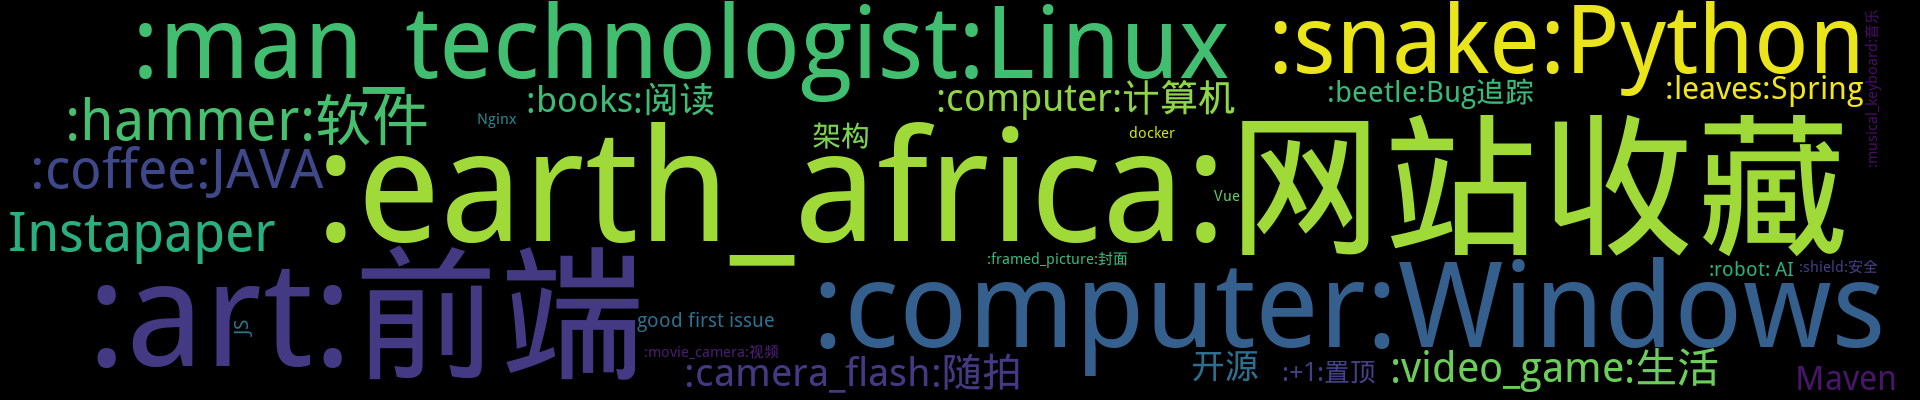 :man_technologist:Linux
:snake:Python
:musical_keyboard:音乐
:hammer:软件
:books:阅读
:computer:计算机
:beetle:Bug追踪
:leaves:Spring
Nginx
架构
docker
:coffee:JAVA
:earth_africa:网站收藏
Vue
Instapaper
:art:前端
:framed_picture:封面
:computer:Windows
:robot: AI
:shield:安全
JS
good first issue
:movie_camera:视频
:camera_flash:随拍
开源
:+1:置顶
:video_game:生活
Maven